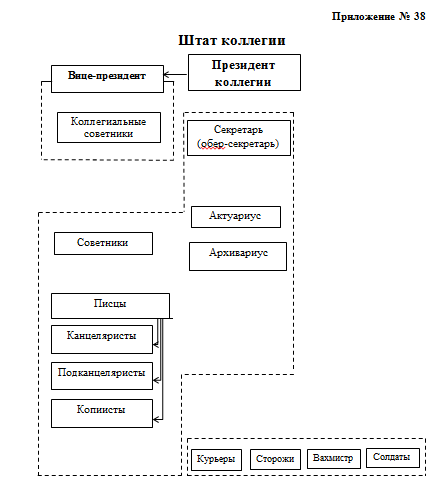 Приложение № 38
Штат коллегии
Президент
коллегии
Вице-президент
Коллегиальные
советники
Секретарь
(обер-секретарь)
Актуариус
Архивариус
Советники
Писцы
Канцеляристы
Подканцеляристы
Копиисты
Курьеры
Сторожи
Вахмистр
Солдаты